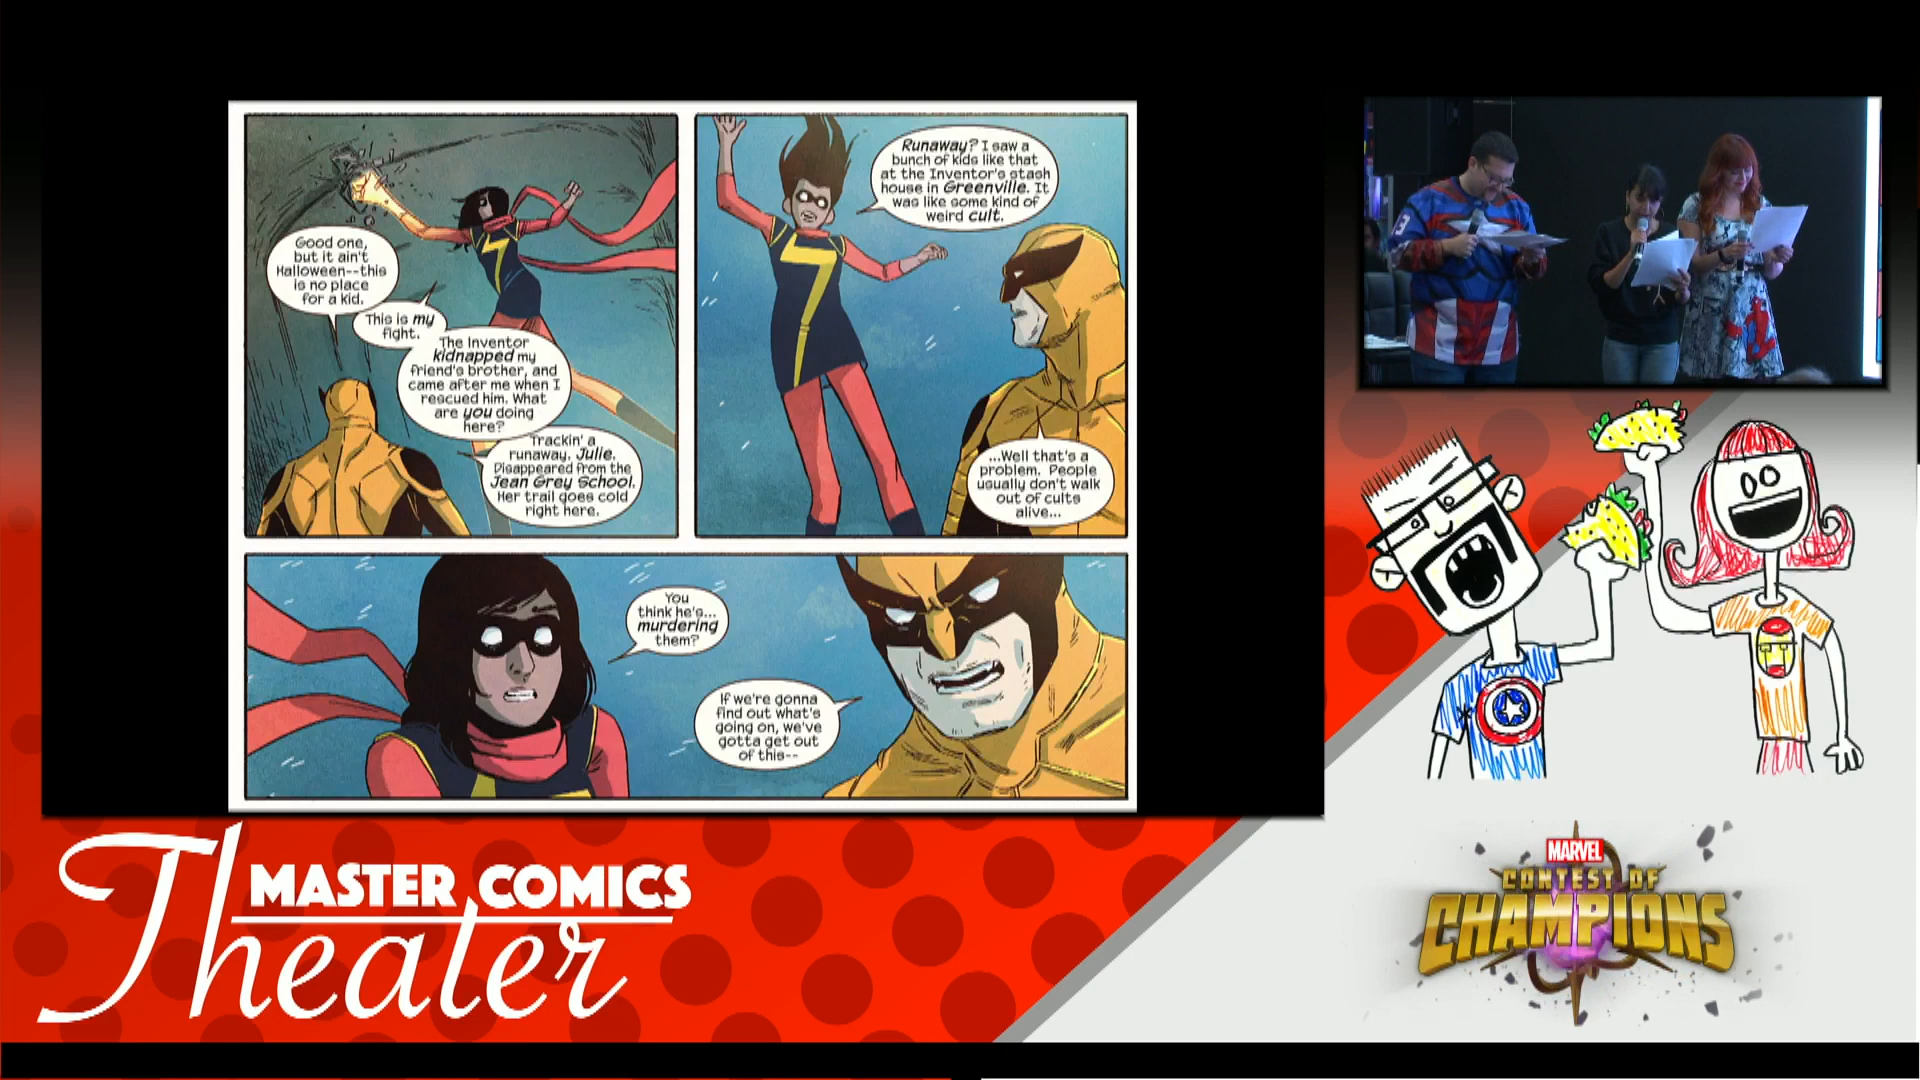 Good one,
but it ain't
Halloween--this
is no place
for a kid.
This is my
fight.
The Inventor
kidnapped my
friend's brother, and
came after me when I
rescued him. What
are you doing
here?
Trackin' a
runaway. Julie.
Disappeared from the
Jean Grey School.
Her trail goes cold
right here.
Runaway? I saw a
bunch of kids like that
at the Inventor's stash
house in Greenville. It
was like some kind of
weird cult.
...Well that's a
problem. People
usually don't walk
out of cults
alive...
You
think he's...
murdering
them?
If we're gonna
find out what's
going on, we've
gotta get out
of this--
MASTER COMICS
Theater
MARVEL
CONTEST OF
CHAMPIONS